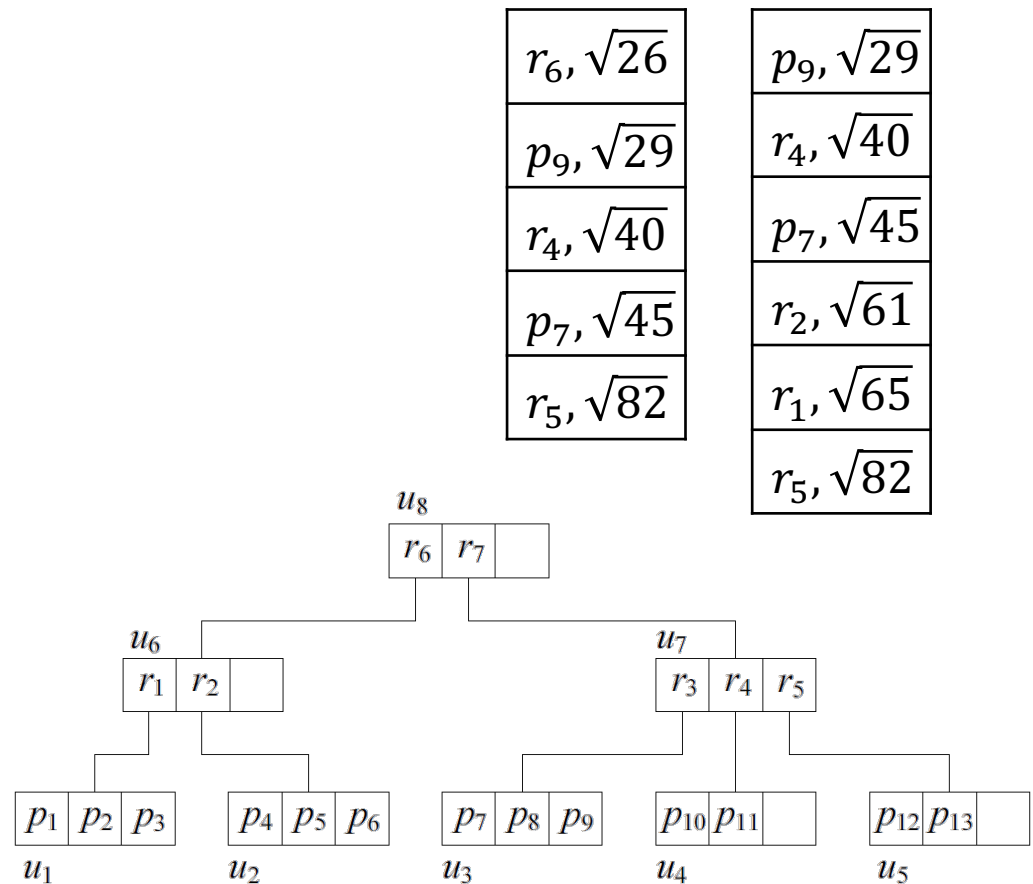 r₆, √26
p₉, √29
r₄, √40
p₇, √45
r₅, √82
p₉, √29
r₄, √40
p₇, √45
r₂, √61
r₁, √65
r₅, √82
u₈
r₆ r₇
u₆ u₇
r₁ r₂ r₃ r₄ r₅
p₁ p₂ p₃ p₄ p₅ p₆ p₇ p₈ p₉ p₁₀ p₁₁ p₁₂ p₁₃
u₁ u₂ u₃ u₄ u₅